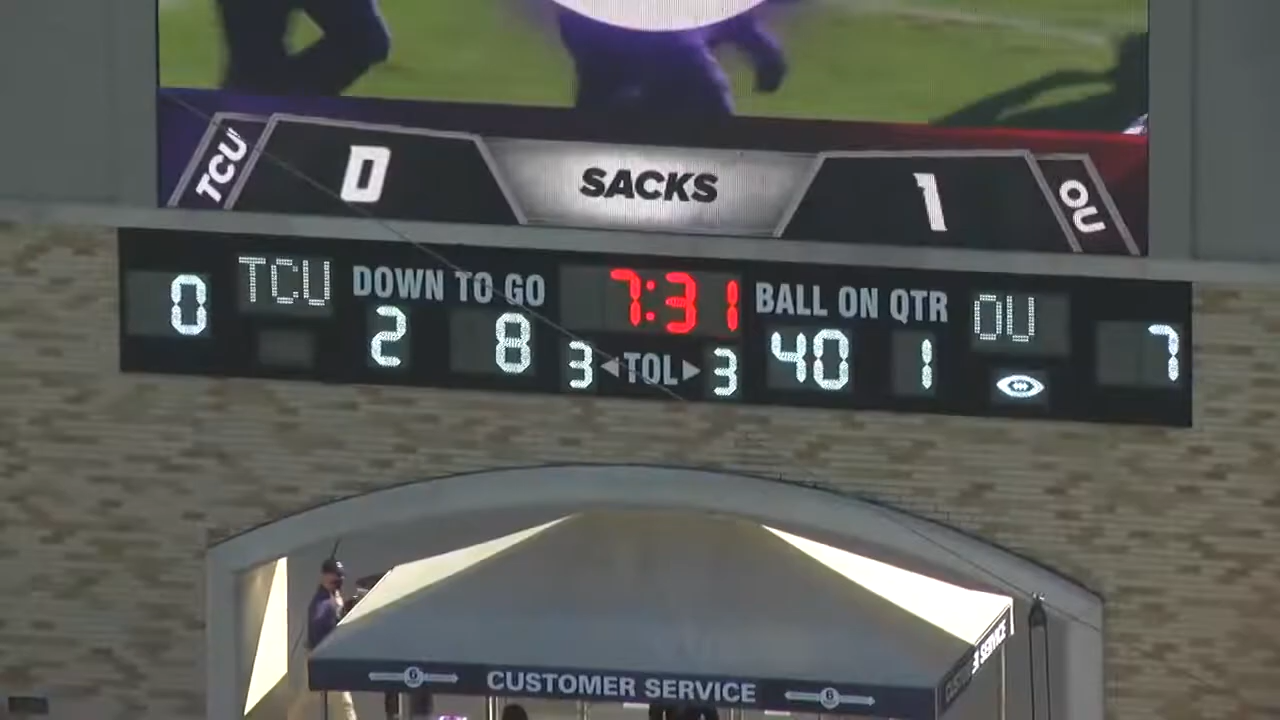 TCU 0 SACKS 1 OU
TCU DOWN TO GO 7:31 BALL ON QTR OU
0 2 8 3 TOL 3 40 1 7
6 CUSTOMER SERVICE 6
SERVICE